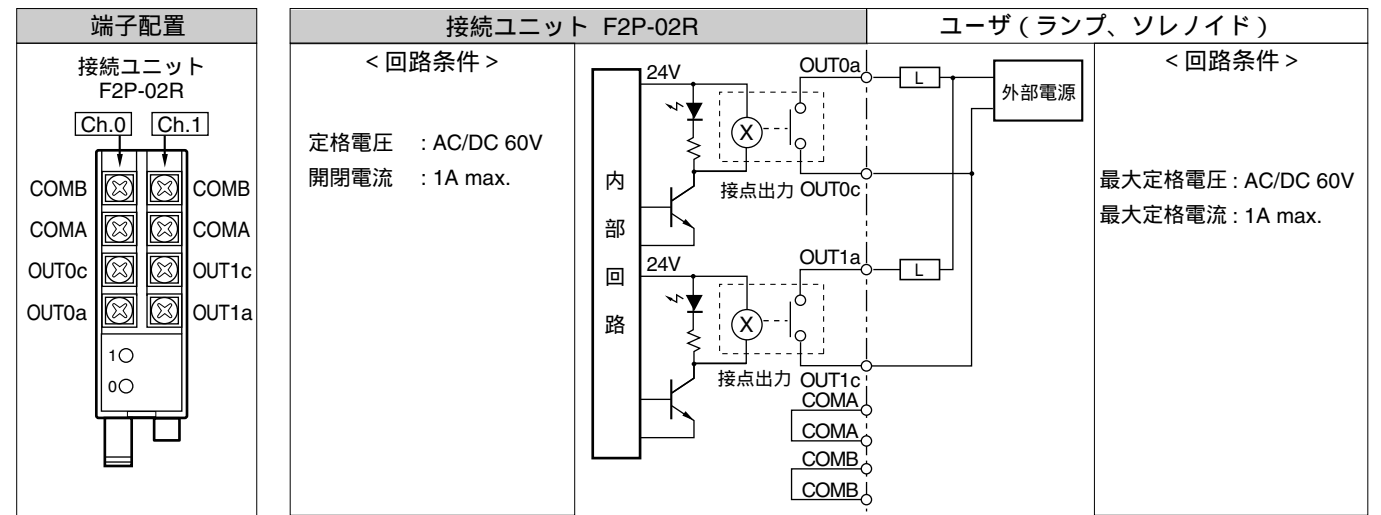 端子配置
接続ユニット
F2P-02R
Ch.0 Ch.1
COMB COMB
COMA COMA
OUT0c OUT1c
OUT0a OUT1a
1
0
接続ユニット F2P-02R
<回路条件>
定格電圧 : AC/DC 60V
開閉電流 : 1A max.
内部回路
24V
OUT0a
X
接点出力 OUT0c
24V
OUT1a
X
接点出力 OUT1c
COMA
COMA
COMB
COMB
ユーザ(ランプ、ソレノイド)
L
外部電源
L
<回路条件>
最大定格電圧 : AC/DC 60V
最大定格電流 : 1A max.